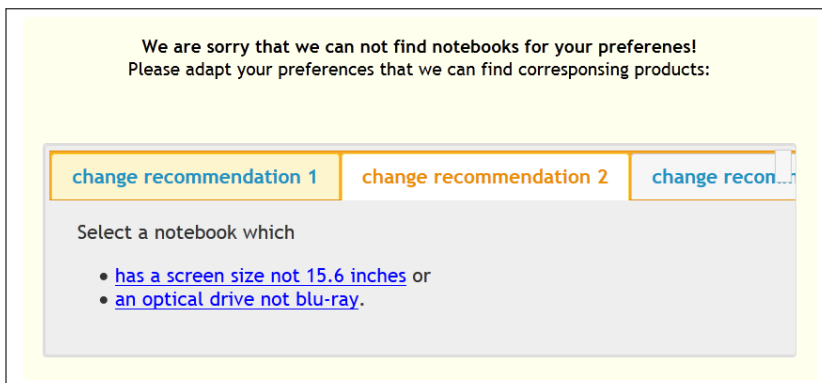 We are sorry that we can not find notebooks for your preferenes!
Please adapt your preferences that we can find corresponsing products:
change recommendation 1 change recommendation 2 change
Select a notebook which
• has a screen size not 15.6 inches or
• an optical drive not blu-ray.